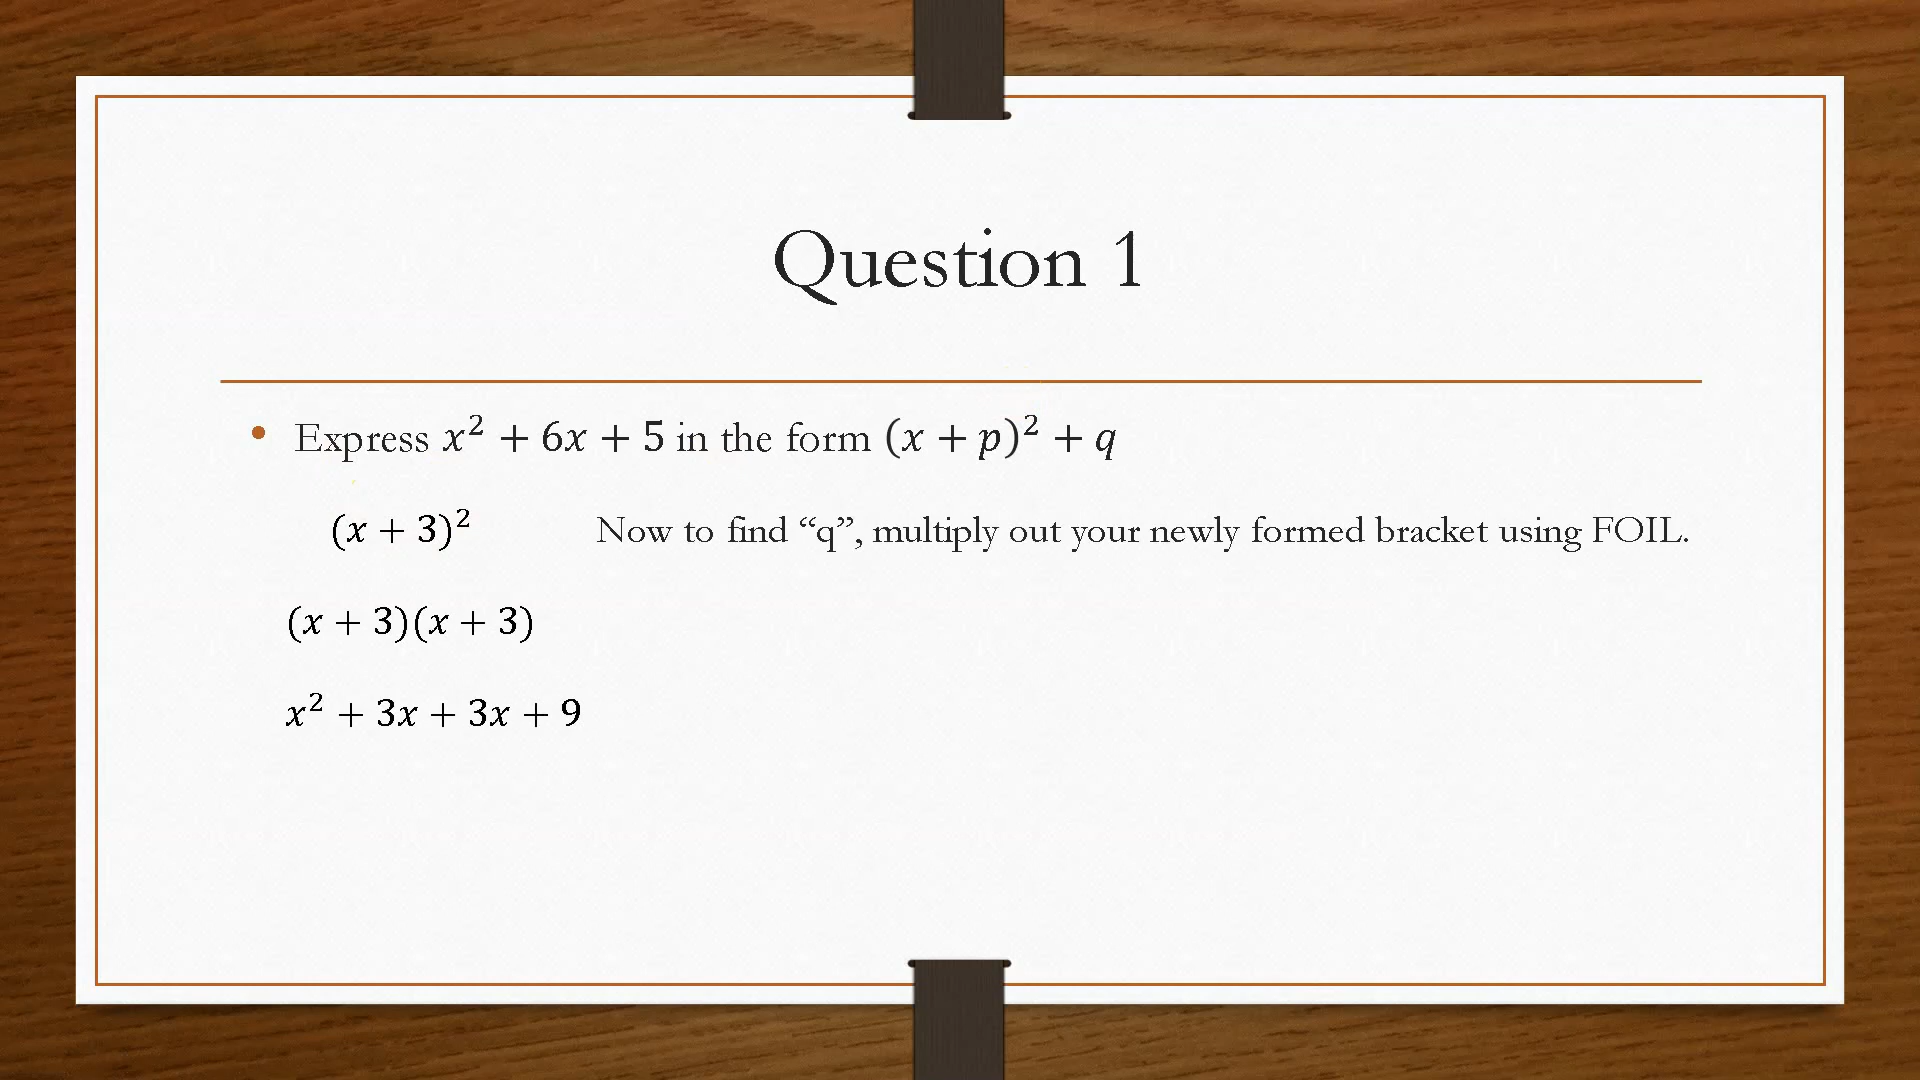 Question 1
• Express x² + 6x + 5 in the form (x + p)² + q
(x + 3)² Now to find “q”, multiply out your newly formed bracket using FOIL.
(x + 3)(x + 3)
x² + 3x + 3x + 9